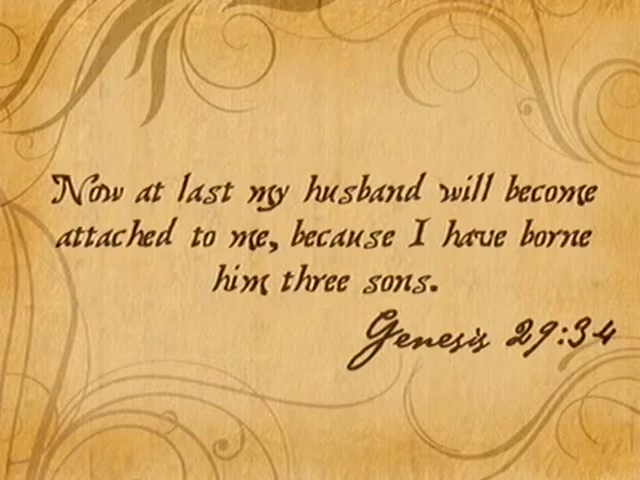 Now at last my husband will become
attached to me, because I have borne
him three sons.
Genesis 29:34